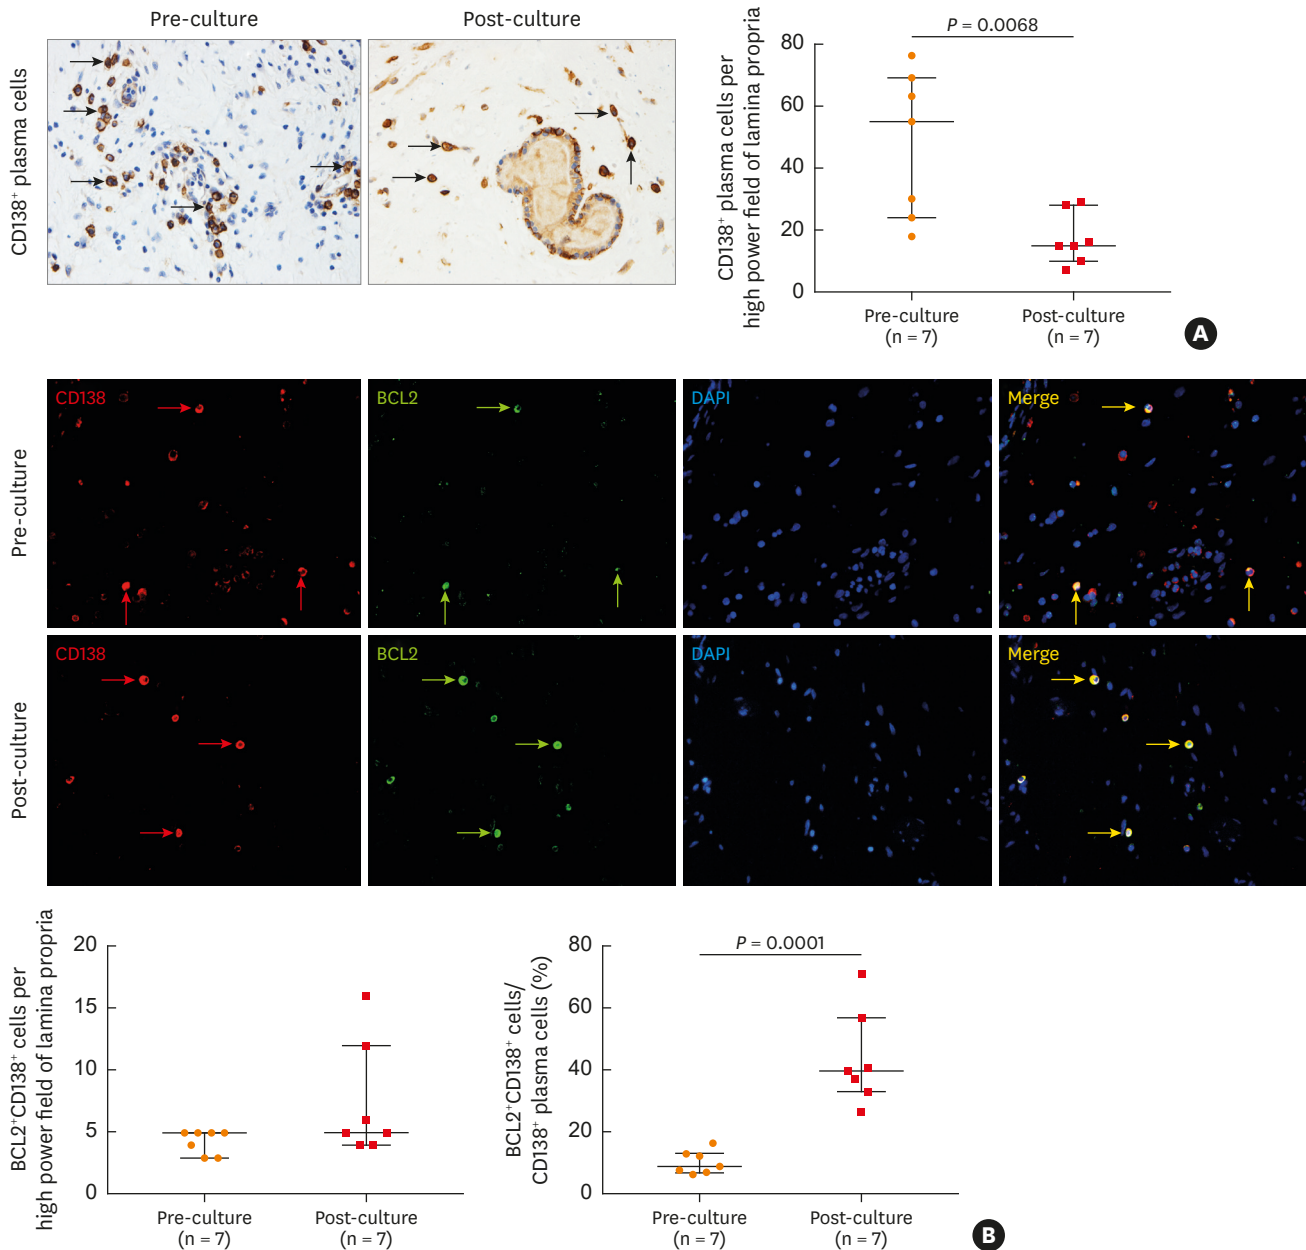 Pre-culture
Post-culture
CD138⁺ plasma cells
CD138⁺ plasma cells per
high power field of lamina propria
P = 0.0068
80
60
40
20
0
Pre-culture
(n = 7)
Post-culture
(n = 7)
A
Pre-culture
CD138
BCL2
DAPI
Merge
Post-culture
CD138
BCL2
DAPI
Merge
BCL2⁺CD138⁺ cells per
high power field of lamina propria
20
15
10
5
0
Pre-culture
(n = 7)
Post-culture
(n = 7)
BCL2⁺CD138⁺ cells/
CD138⁺ plasma cells (%)
P = 0.0001
80
60
40
20
0
Pre-culture
(n = 7)
Post-culture
(n = 7)
B